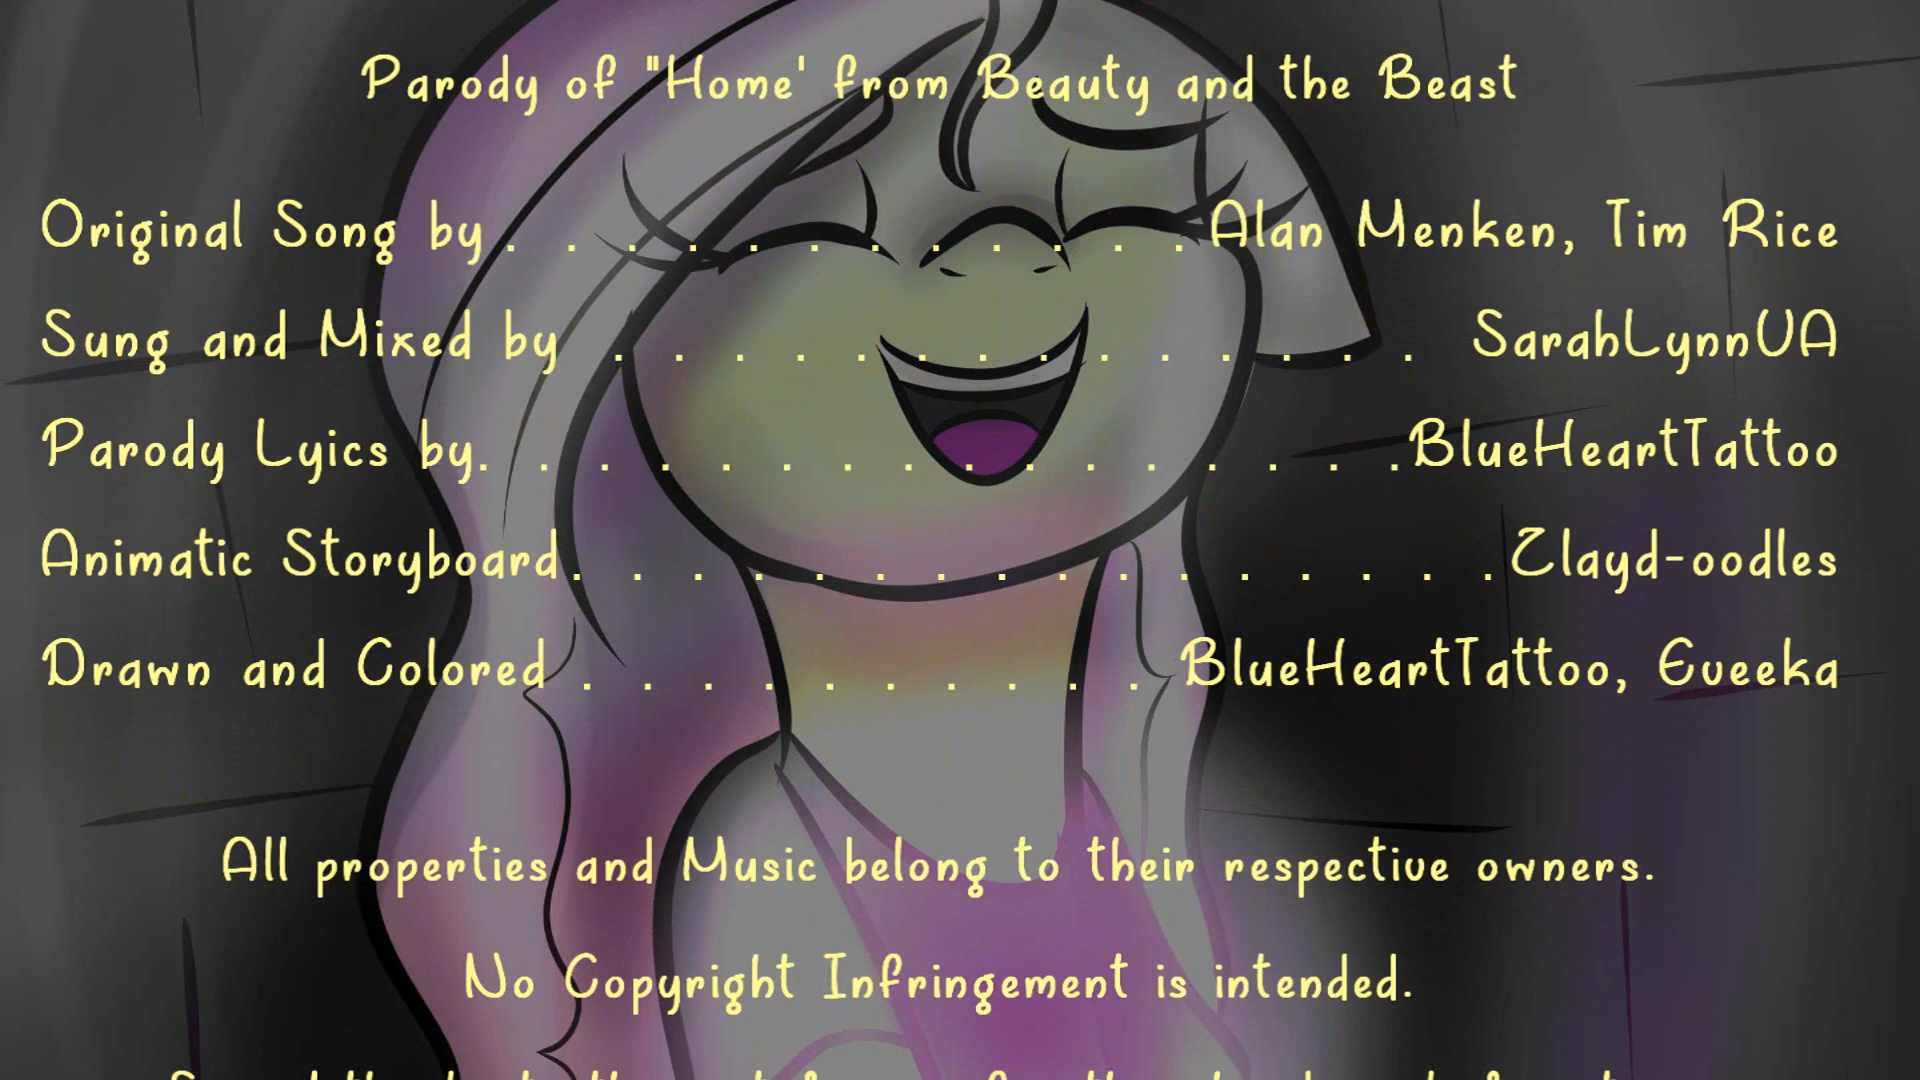 Parody of "Home' from Beauty and the Beast
Original Song by . . . . . . . . . . . . Alan Menken, Tim Rice
Sung and Mixed by . . . . . . . . . . . . . . SarahLynnUA
Parody Lyics by. . . . . . . . . . . . . . . . BlueHeartTattoo
Animatic Storyboard. . . . . . . . . . . . . . . . Clayd-oodles
Drawn and Colored . . . . . . . . . . BlueHeartTattoo, Eveeka
All properties and Music belong to their respective owners.
No Copyright Infringement is intended.